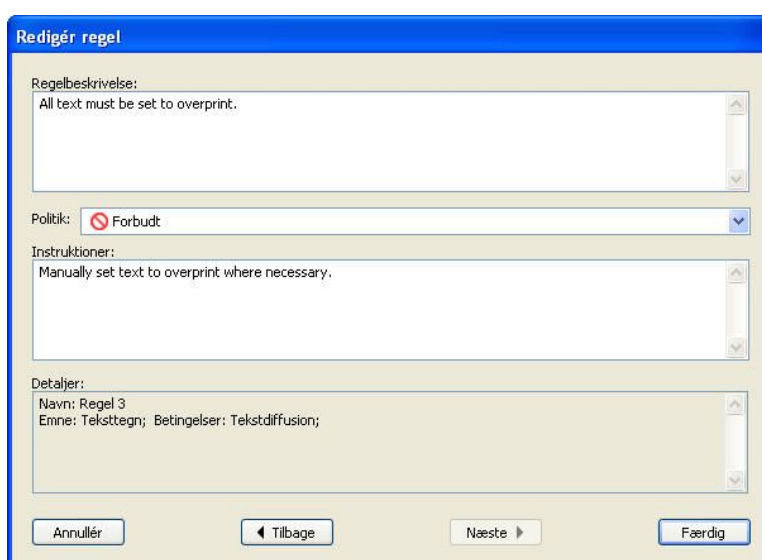 Redigér regel
Regelbeskrivelse:
All text must be set to overprint.
Politik: Forbudt
Instruktioner:
Manually set text to overprint where necessary.
Detaljer:
Navn: Regel 3
Emne: Teksttegn; Betingelser: Tekstdiffusion;
Annullér Tilbage Næste Færdig